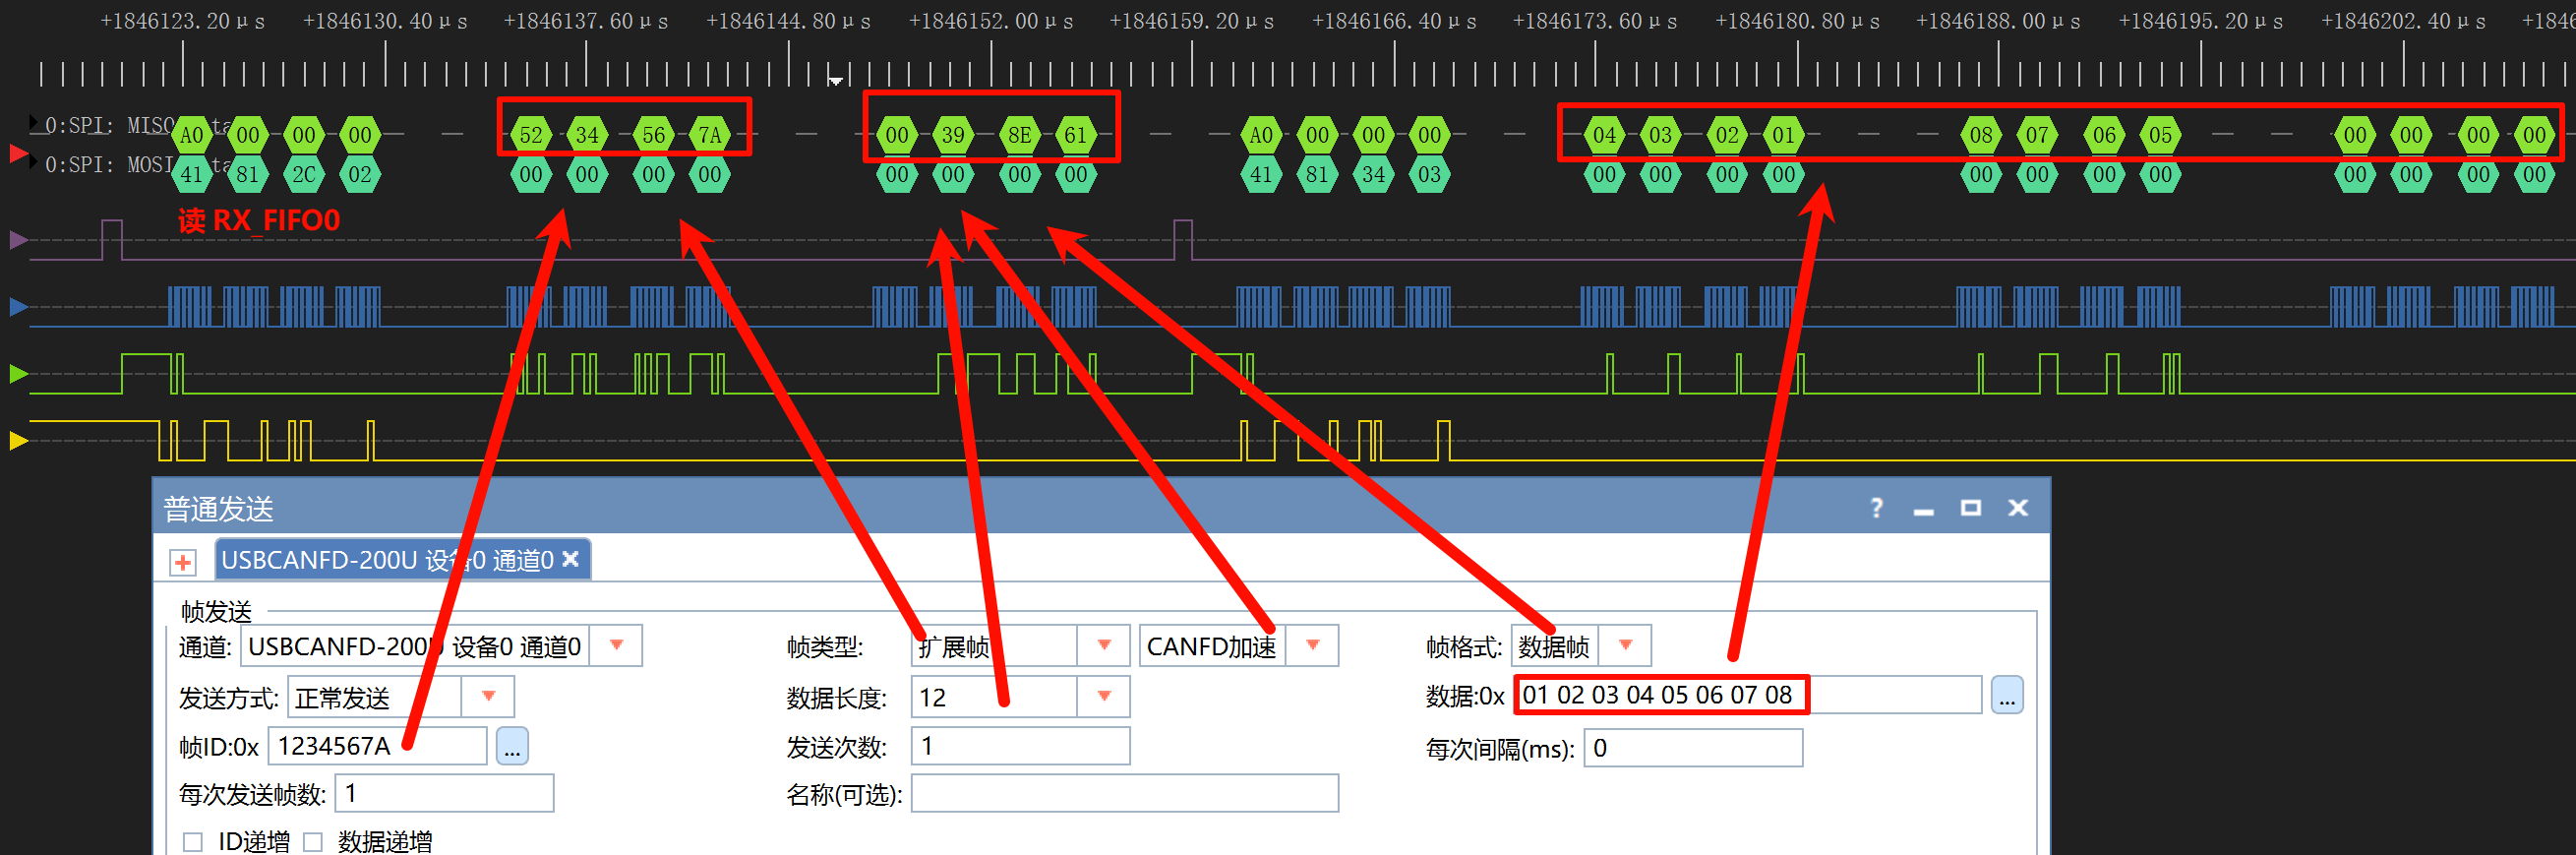 +1846123.20 μs +1846130.40 μs +1846137.60 μs +1846144.80 μs +1846152.00 μs +1846159.20 μs +1846166.40 μs +1846173.60 μs +1846180.80 μs +1846188.00 μs +1846195.20 μs +1846202.40 μs +1846
0:SPI: MISO A0 00 00 00 52 34 56 7A 00 39 8E 61 A0 00 00 00 04 03 02 01 08 07 06 05 00 00 00 00
0:SPI: MOSI 41 81 2C 02 00 00 00 00 00 00 00 00 41 81 34 03 00 00 00 00 00 00 00 00 00 00 00 00
读 RX_FIFO0
普通发送
USBCANFD-200U 设备0 通道0
帧发送
通道: USBCANFD-200U 设备0 通道0 帧类型: 扩展帧 CANFD加速 帧格式: 数据帧
发送方式: 正常发送 数据长度: 12 数据:0x 01 02 03 04 05 06 07 08 ...
帧ID:0x 1234567A ... 发送次数: 1 每次间隔(ms): 0
每次发送帧数: 1 名称(可选):
ID递增 数据递增